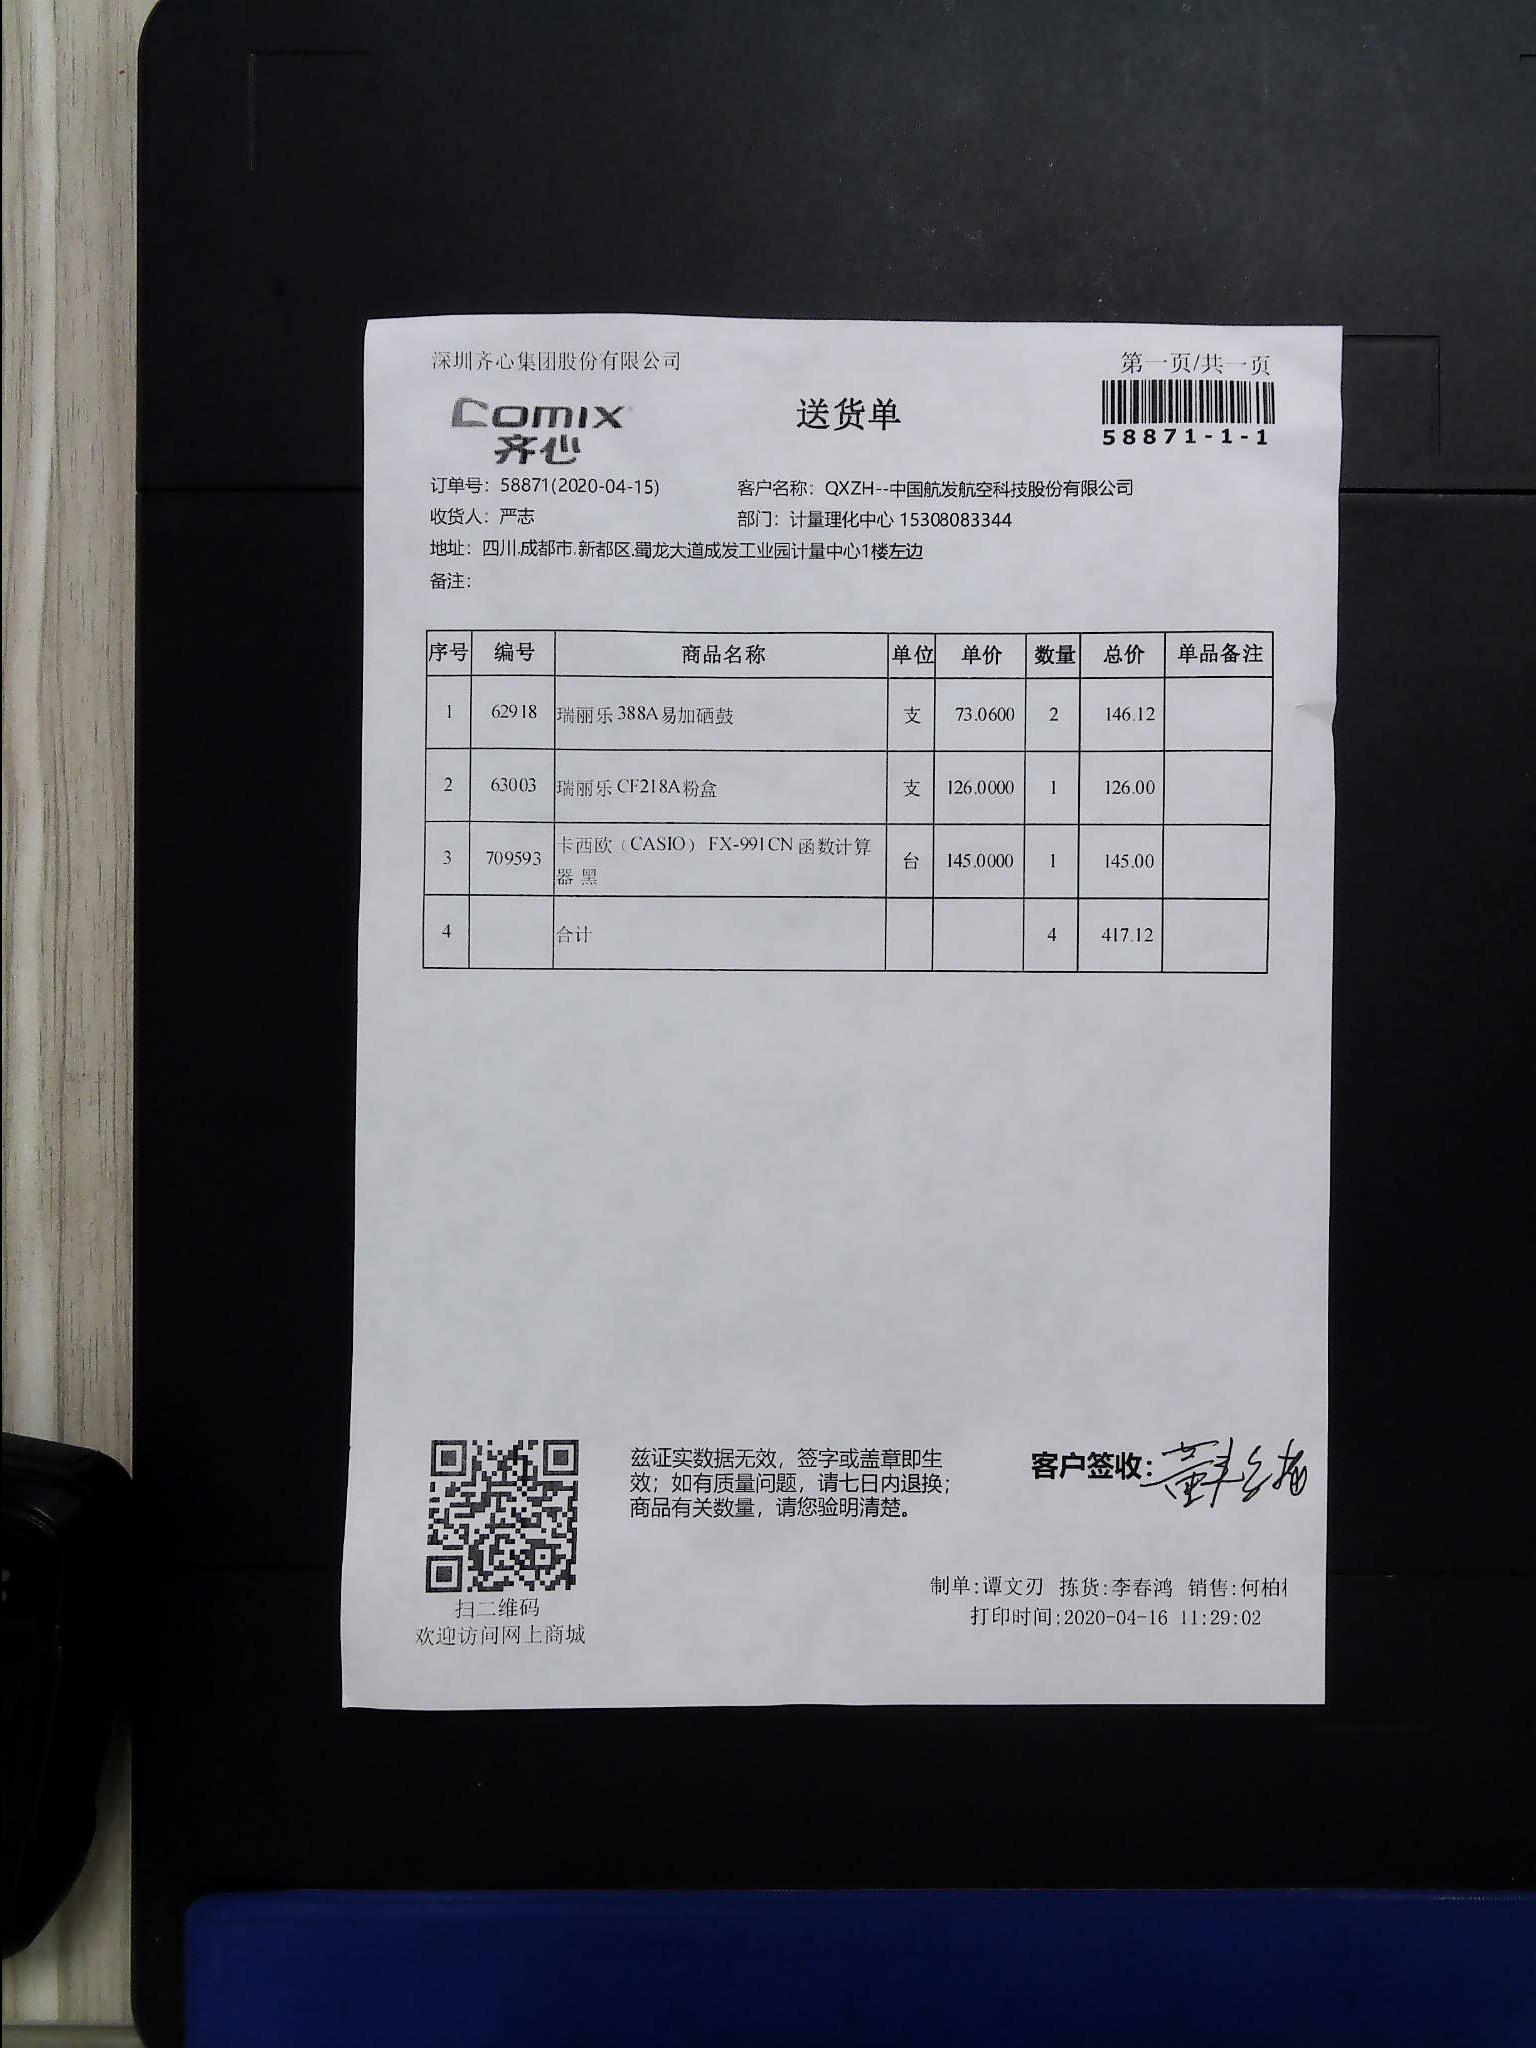 深圳齐心集团股份有限公司
第一页/共一页
COMIX
齐心
送货单
58871-1-1
订单号：58871(2020-04-15)
客户名称：QXZH--中国航发航空科技股份有限公司
收货人：严志
部门：计量理化中心 15308083344
地址：四川.成都市.新都区.蜀龙大道成发工业园计量中心1楼左边
备注：
序号 编号 商品名称 单位 单价 数量 总价 单品备注
1 62918 瑞丽乐 388A易加硒鼓 支 73.0600 2 146.12
2 63003 瑞丽乐 CF218A粉盒 支 126.0000 1 126.00
3 709593 卡西欧（CASIO） FX-991CN 函数计算
器 黑 台 145.0000 1 145.00
4 合计 4 417.12
兹证实数据无效，签字或盖章即生
效；如有质量问题，请七日内退换；
商品有关数量，请您验明清楚。
客户签收：
扫二维码
欢迎访问网上商城
制单:谭文刃 拣货:李春鸿 销售:何柏
打印时间:2020-04-16 11:29:02